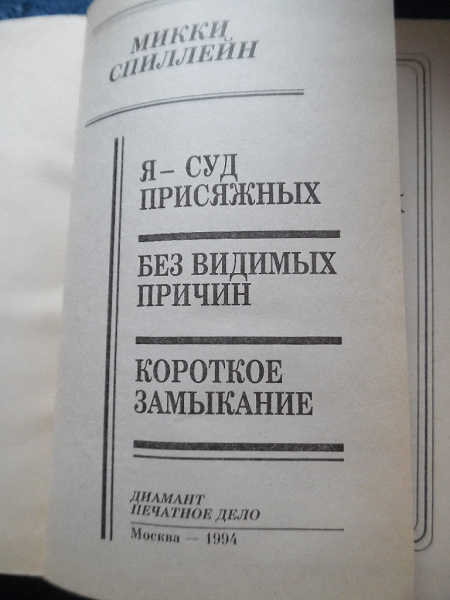 МИККИ
СПИЛЛЕЙН
Я – СУД
ПРИСЯЖНЫХ
БЕЗ ВИДИМЫХ
ПРИЧИН
КОРОТКОЕ
ЗАМЫКАНИЕ
ДИАМАНТ
ПЕЧАТНОЕ ДЕЛО
Москва — 1994